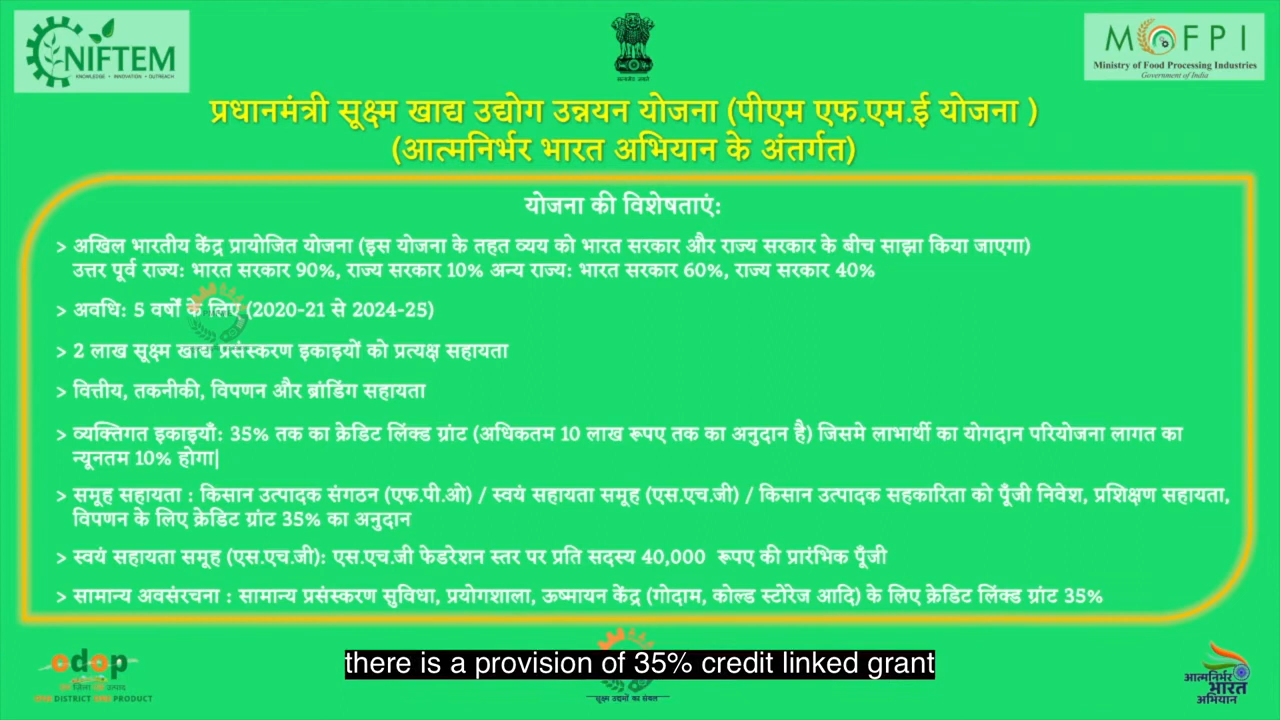 NIFTEM
KNOWLEDGE • INNOVATION • OUTREACH
सत्यमेव जयते
MOFPI
Ministry of Food Processing Industries
Government of India
प्रधानमंत्री सूक्ष्म खाद्य उद्योग उन्नयन योजना (पीएम एफ.एम.ई योजना )
(आत्मनिर्भर भारत अभियान के अंतर्गत)
योजना की विशेषताएं:
> अखिल भारतीय केंद्र प्रायोजित योजना (इस योजना के तहत व्यय को भारत सरकार और राज्य सरकार के बीच साझा किया जाएगा)
उत्तर पूर्व राज्य: भारत सरकार 90%, राज्य सरकार 10% अन्य राज्य: भारत सरकार 60%, राज्य सरकार 40%
> अवधि: 5 वर्षों के लिए (2020-21 से 2024-25)
> 2 लाख सूक्ष्म खाद्य प्रसंस्करण इकाइयों को प्रत्यक्ष सहायता
> वित्तीय, तकनीकी, विपणन और ब्रांडिंग सहायता
> व्यक्तिगत इकाइयाँ: 35% तक का क्रेडिट लिंक्ड ग्रांट (अधिकतम 10 लाख रूपए तक का अनुदान है) जिसमे लाभार्थी का योगदान परियोजना लागत का
न्यूनतम 10% होगा|
> समूह सहायता : किसान उत्पादक संगठन (एफ.पी.ओ) / स्वयं सहायता समूह (एस.एच.जी) / किसान उत्पादक सहकारिता को पूँजी निवेश, प्रशिक्षण सहायता,
विपणन के लिए क्रेडिट ग्रांट 35% का अनुदान
> स्वयं सहायता समूह (एस.एच.जी): एस.एच.जी फेडरेशन स्तर पर प्रति सदस्य 40,000 रूपए की प्रारंभिक पूँजी
> सामान्य अवसंरचना : सामान्य प्रसंस्करण सुविधा, प्रयोगशाला, ऊष्मायन केंद्र (गोदाम, कोल्ड स्टोरेज आदि) के लिए क्रेडिट लिंक्ड ग्रांट 35%
odop
ONE DISTRICT ONE PRODUCT
there is a provision of 35% credit linked grant
सूक्ष्म उद्यमों का संबल
आत्मनिर्भर
भारत
अभियान